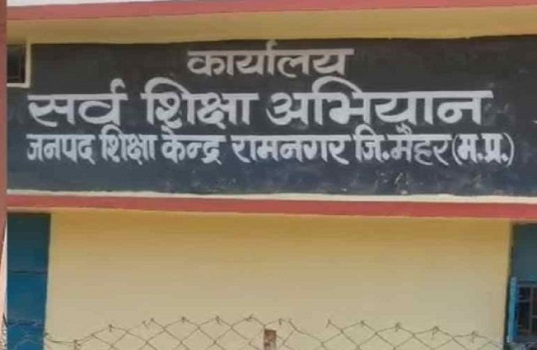 कार्यालय
सर्व शिक्षा अभियान
जनपद शिक्षा केन्द्र रामनगर जि.मैहर(म.प्र.)